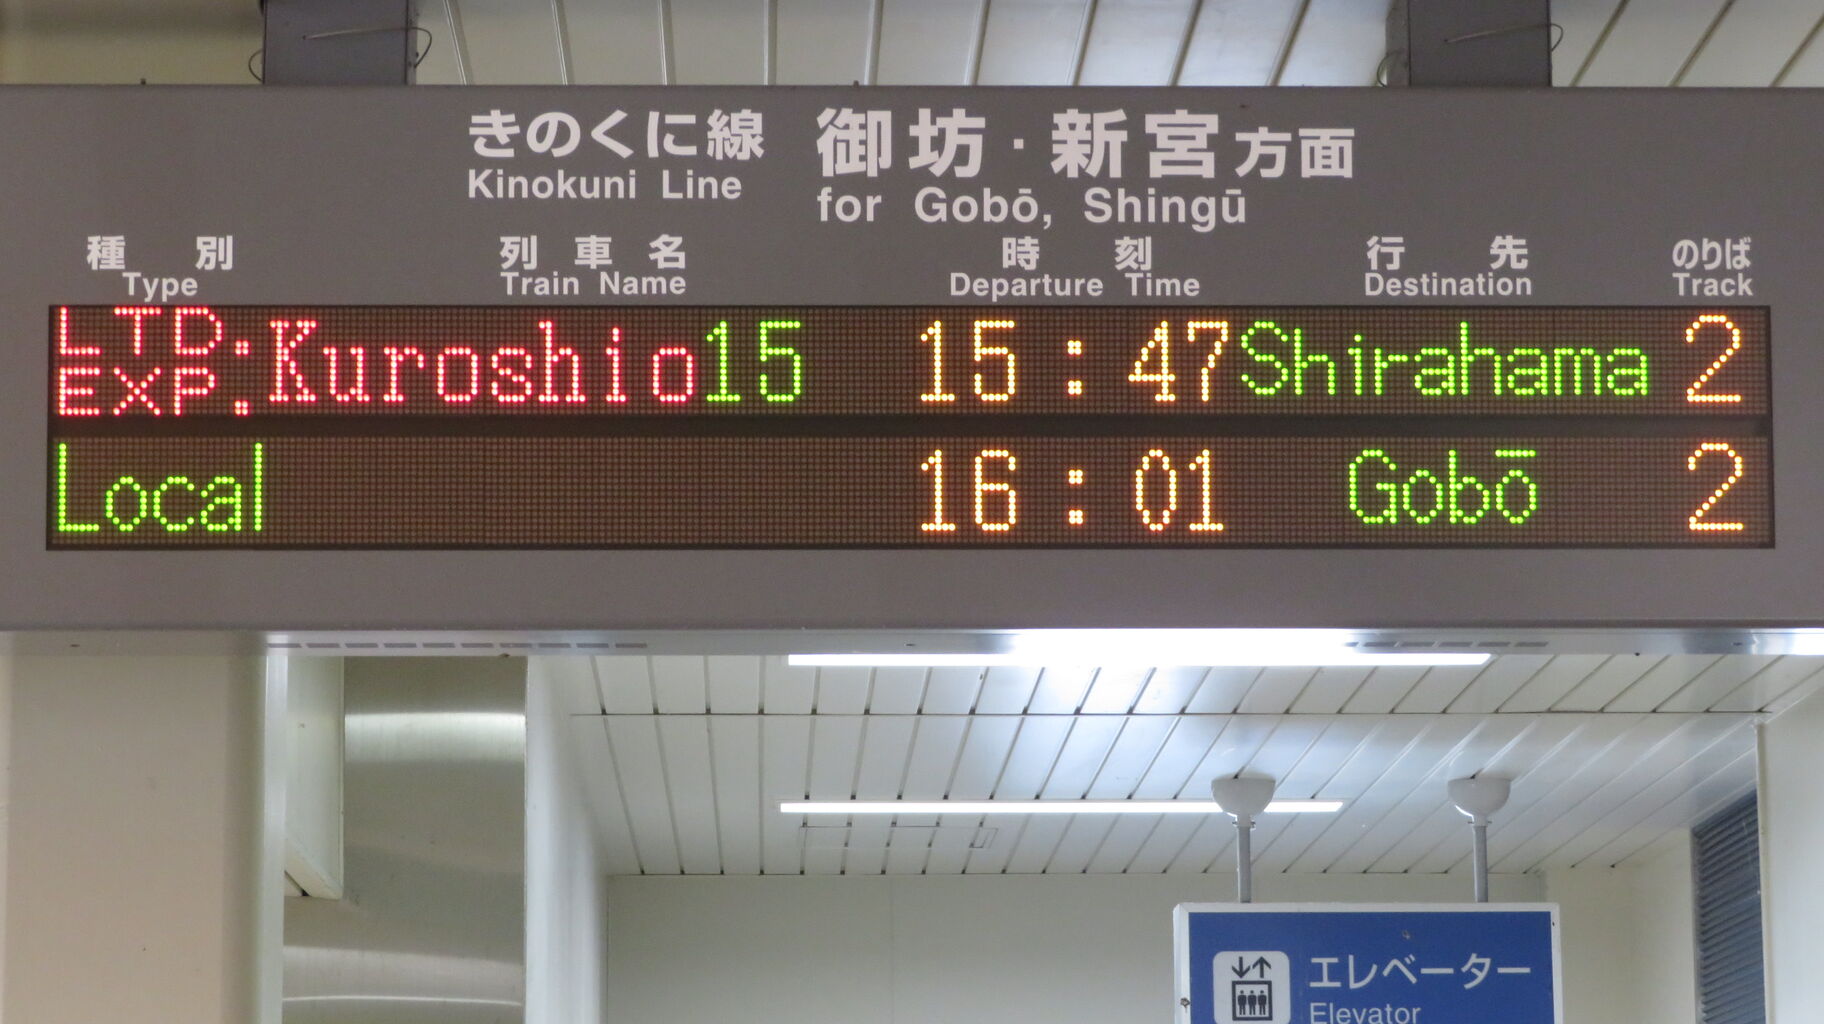 きのくに線 御坊・新宮方面
Kinokuni Line for Gobō, Shingū
種別 列車名 時刻 行先 のりば
Type Train Name Departure Time Destination Track
LTD. EXP. Kuroshio 15 15:47 Shirahama 2
Local 16:01 Gobō 2
エレベーター
Elevator